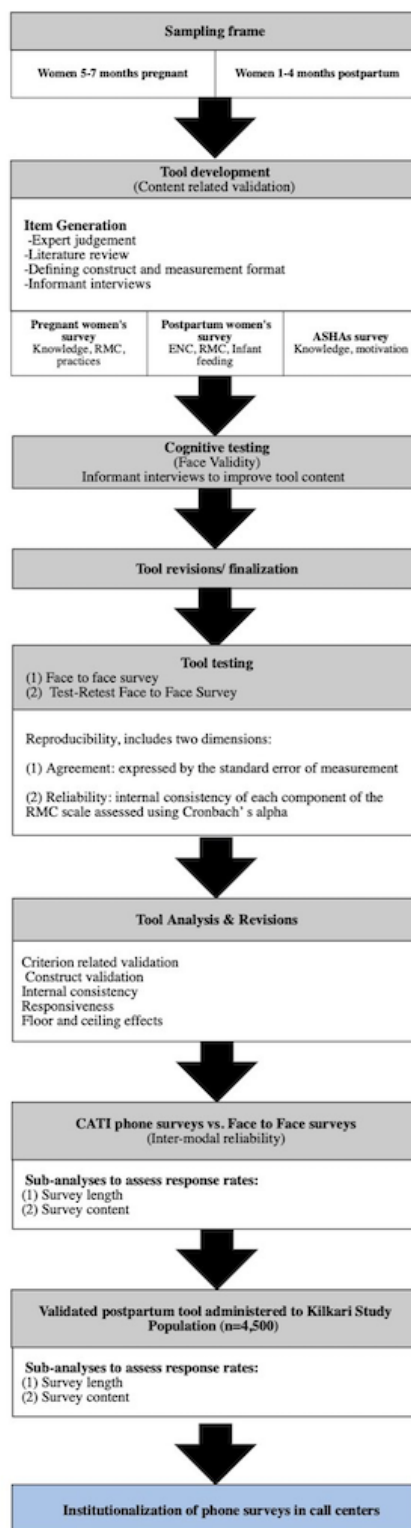 Sampling frame
Women 5-7 months pregnant
Women 1-4 months postpartum
Tool development
(Content related validation)
Item Generation
-Expert judgement
-Literature review
-Defining construct and measurement format
-Informant interviews
Pregnant women's
survey
Knowledge, RMC,
practices
Postpartum women's
survey
ENC, RMC, Infant
feeding
ASHAs survey
Knowledge, motivation
Cognitive testing
(Face Validity)
Informant interviews to improve tool content
Tool revisions/ finalization
Tool testing
(1) Face to face survey
(2) Test-Retest Face to Face Survey
Reproducibility, includes two dimensions:
(1) Agreement: expressed by the standard error of measurement
(2) Reliability: internal consistency of each component of the
RMC scale assessed using Cronbach' s alpha
Tool Analysis & Revisions
Criterion related validation
Construct validation
Internal consistency
Responsiveness
Floor and ceiling effects
CATI phone surveys vs. Face to Face surveys
(Inter-modal reliability)
Sub-analyses to assess response rates:
(1) Survey length
(2) Survey content
Validated postpartum tool administered to Kilkari Study
Population (n=4,500)
Sub-analyses to assess response rates:
(1) Survey length
(2) Survey content
Institutionalization of phone surveys in call centers